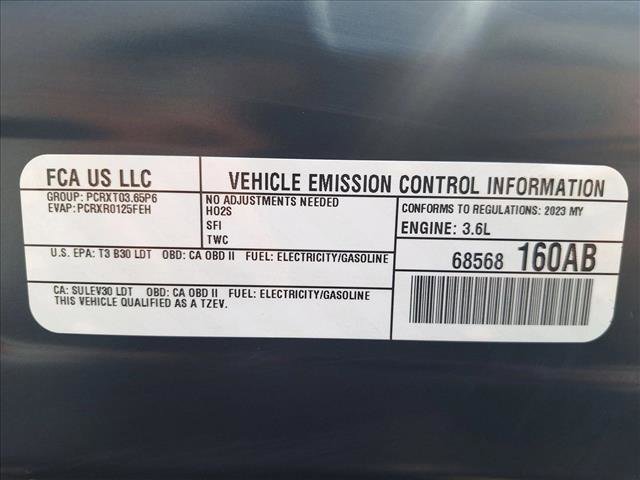 FCA US LLC
GROUP: PCRXT03.65P6
EVAP: PCRXR0125FEH
VEHICLE EMISSION CONTROL INFORMATION
NO ADJUSTMENTS NEEDED
HO2S
SFI
TWC
CONFORMS TO REGULATIONS: 2023 MY
ENGINE: 3.6L
U.S. EPA: T3 B30 LDT OBD: CA OBD II FUEL: ELECTRICITY/GASOLINE
68568 160AB
CA: SULEV30 LDT OBD: CA OBD II FUEL: ELECTRICITY/GASOLINE
THIS VEHICLE QUALIFIED AS A TZEV.